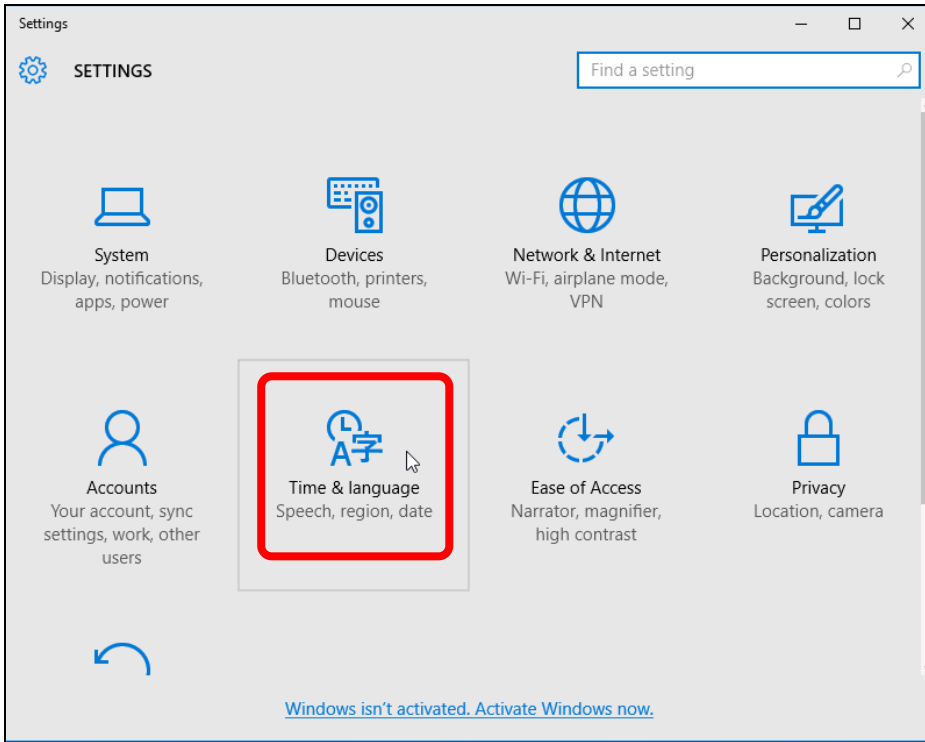 Settings
SETTINGS
Find a setting
System
Display, notifications,
apps, power
Devices
Bluetooth, printers,
mouse
Network & Internet
Wi-Fi, airplane mode,
VPN
Personalization
Background, lock
screen, colors
Accounts
Your account, sync
settings, work, other
users
A字
Time & language
Speech, region, date
Ease of Access
Narrator, magnifier,
high contrast
Privacy
Location, camera
Windows isn't activated. Activate Windows now.